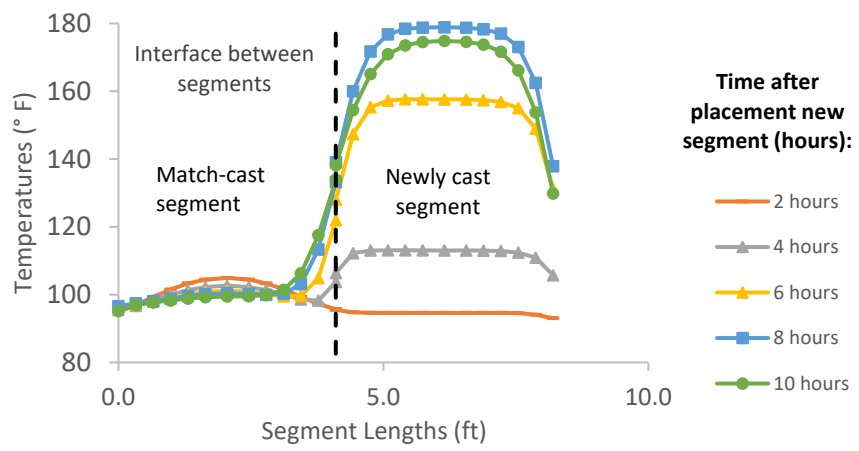 180
160
140
120
100
80
Temperatures (° F)
Interface between
segments
Match-cast
segment
Newly cast
segment
0.0
5.0
10.0
Segment Lengths (ft)
Time after
placement new
segment (hours):
2 hours
4 hours
6 hours
8 hours
10 hours